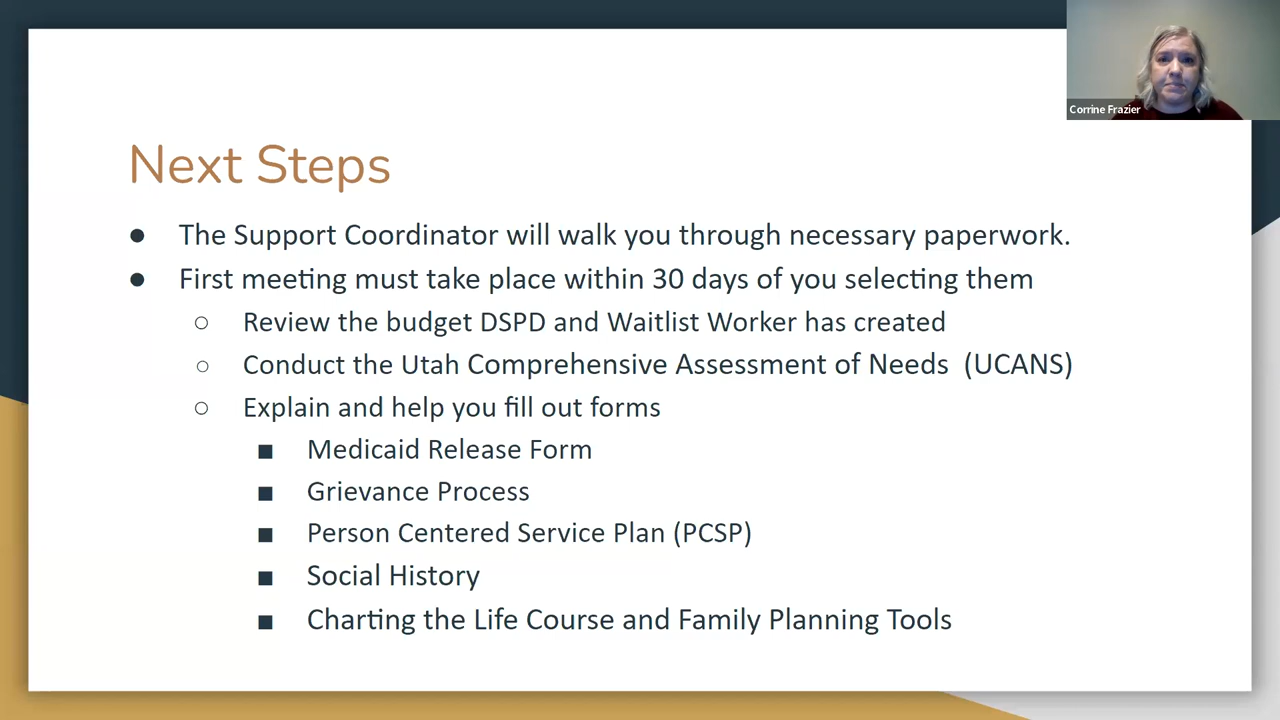 Corrine Frazier
Next Steps
● The Support Coordinator will walk you through necessary paperwork.
● First meeting must take place within 30 days of you selecting them
○ Review the budget DSPD and Waitlist Worker has created
○ Conduct the Utah Comprehensive Assessment of Needs (UCANS)
○ Explain and help you fill out forms
■ Medicaid Release Form
■ Grievance Process
■ Person Centered Service Plan (PCSP)
■ Social History
■ Charting the Life Course and Family Planning Tools